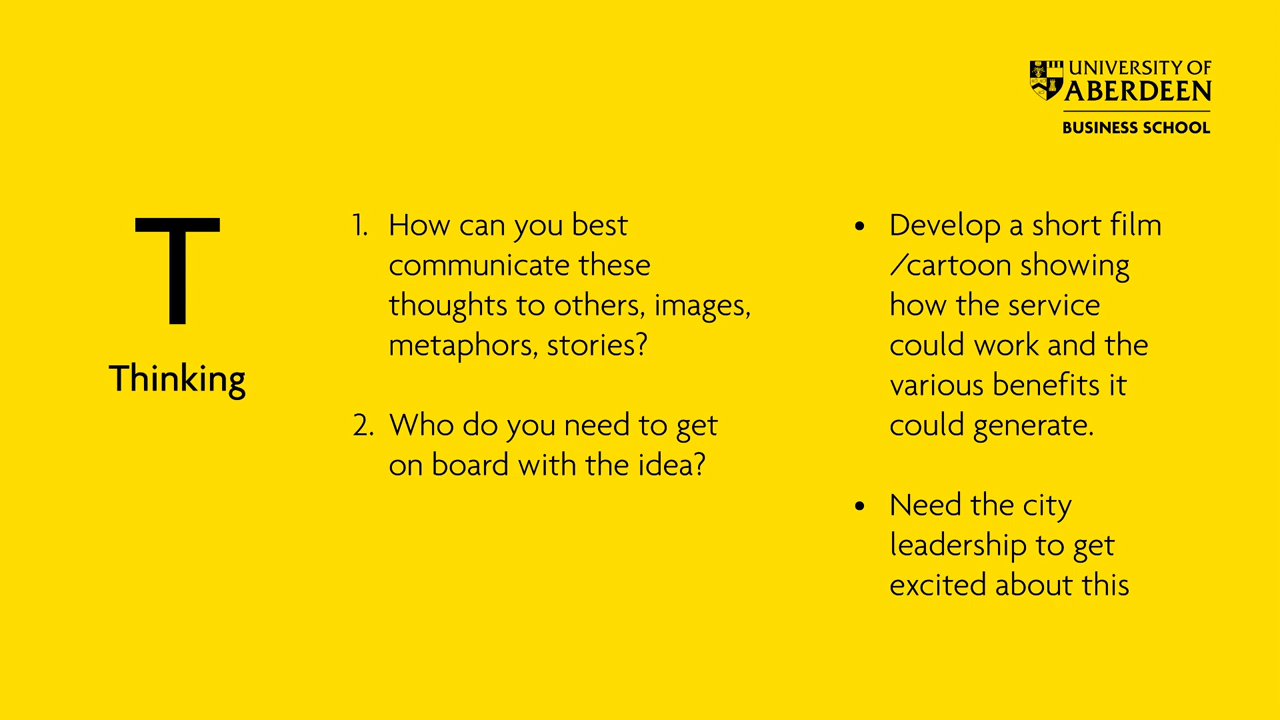 UNIVERSITY OF
ABERDEEN
BUSINESS SCHOOL
T
Thinking
1. How can you best
communicate these
thoughts to others, images,
metaphors, stories?
2. Who do you need to get
on board with the idea?
• Develop a short film
/cartoon showing
how the service
could work and the
various benefits it
could generate.
• Need the city
leadership to get
excited about this